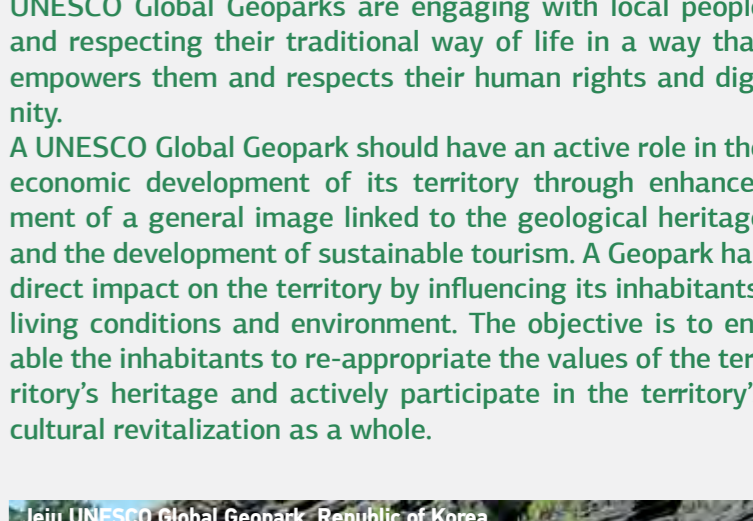 UNESCO Global Geoparks are engaging with local people
and respecting their traditional way of life in a way tha
empowers them and respects their human rights and dig
nity.
A UNESCO Global Geopark should have an active role in the
economic development of its territory through enhance
ment of a general image linked to the geological heritage
and the development of sustainable tourism. A Geopark ha
direct impact on the territory by influencing its inhabitants
living conditions and environment. The objective is to en
able the inhabitants to re-appropriate the values of the ter
ritory’s heritage and actively participate in the territory’
cultural revitalization as a whole.
Jeju UNESCO Global Geopark, Republic of Korea